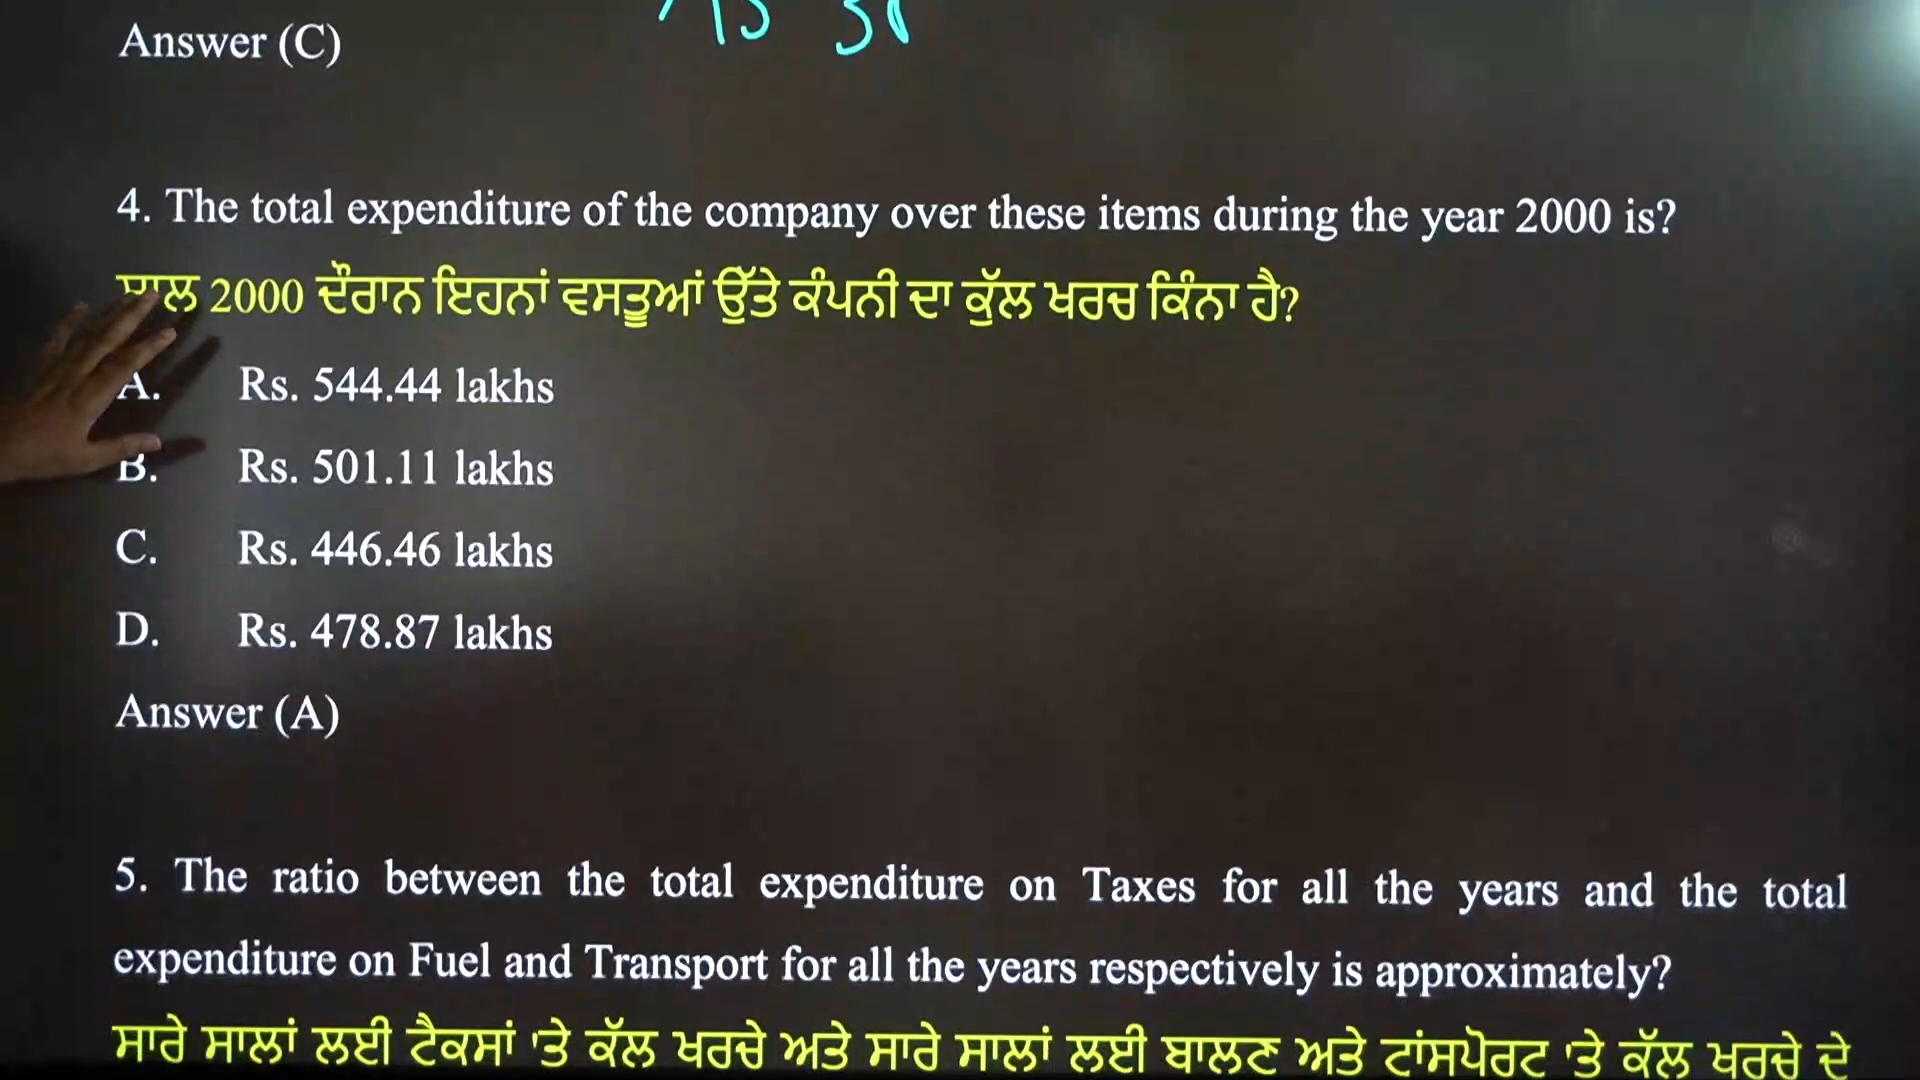 Answer (C)
4. The total expenditure of the company over these items during the year 2000 is?
ਸਾਲ 2000 ਦੌਰਾਨ ਇਹਨਾਂ ਵਸਤੂਆਂ ਉੱਤੇ ਕੰਪਨੀ ਦਾ ਕੁੱਲ ਖਰਚ ਕਿੰਨਾ ਹੈ?
A. Rs. 544.44 lakhs
B. Rs. 501.11 lakhs
C. Rs. 446.46 lakhs
D. Rs. 478.87 lakhs
Answer (A)
5. The ratio between the total expenditure on Taxes for all the years and the total
expenditure on Fuel and Transport for all the years respectively is approximately?
ਸਾਰੇ ਸਾਲਾਂ ਲਈ ਟੈਕਸਾਂ 'ਤੇ ਕੱਲ ਖਰਚੇ ਅਤੇ ਸਾਰੇ ਸਾਲਾਂ ਲਈ ਬਾਲਣ ਅਤੇ ਟਾਂਸਪੋਰਟ 'ਤੇ ਕੱਲ ਖਰਚੇ ਦੇ